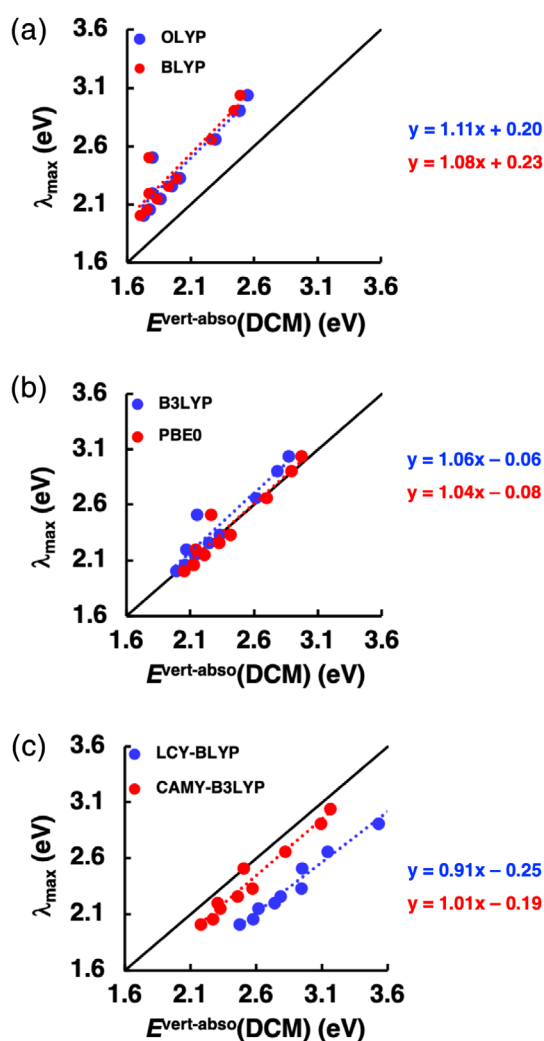 (a)
3.6
3.1
2.6
2.1
1.6
λmax (eV)
OLYP
BLYP
y = 1.11x + 0.20
y = 1.08x + 0.23
1.6 2.1 2.6 3.1 3.6
Evert-abso(DCM) (eV)
(b)
3.6
3.1
2.6
2.1
1.6
λmax (eV)
B3LYP
PBE0
y = 1.06x – 0.06
y = 1.04x – 0.08
1.6 2.1 2.6 3.1 3.6
Evert-abso(DCM) (eV)
(c)
3.6
3.1
2.6
2.1
1.6
λmax (eV)
LCY-BLYP
CAMY-B3LYP
y = 0.91x – 0.25
y = 1.01x – 0.19
1.6 2.1 2.6 3.1 3.6
Evert-abso(DCM) (eV)